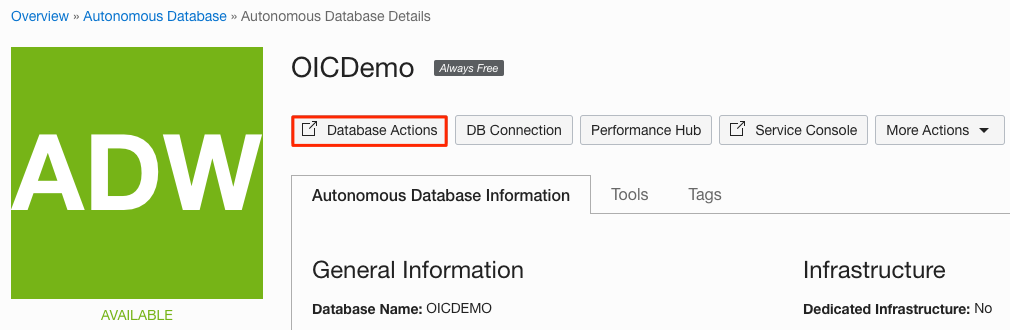 Overview » Autonomous Database » Autonomous Database Details
ADW
AVAILABLE
OICDemo Always Free
Database Actions DB Connection Performance Hub Service Console More Actions
Autonomous Database Information Tools Tags
General Information
Database Name: OICDEMO
Infrastructure
Dedicated Infrastructure: No